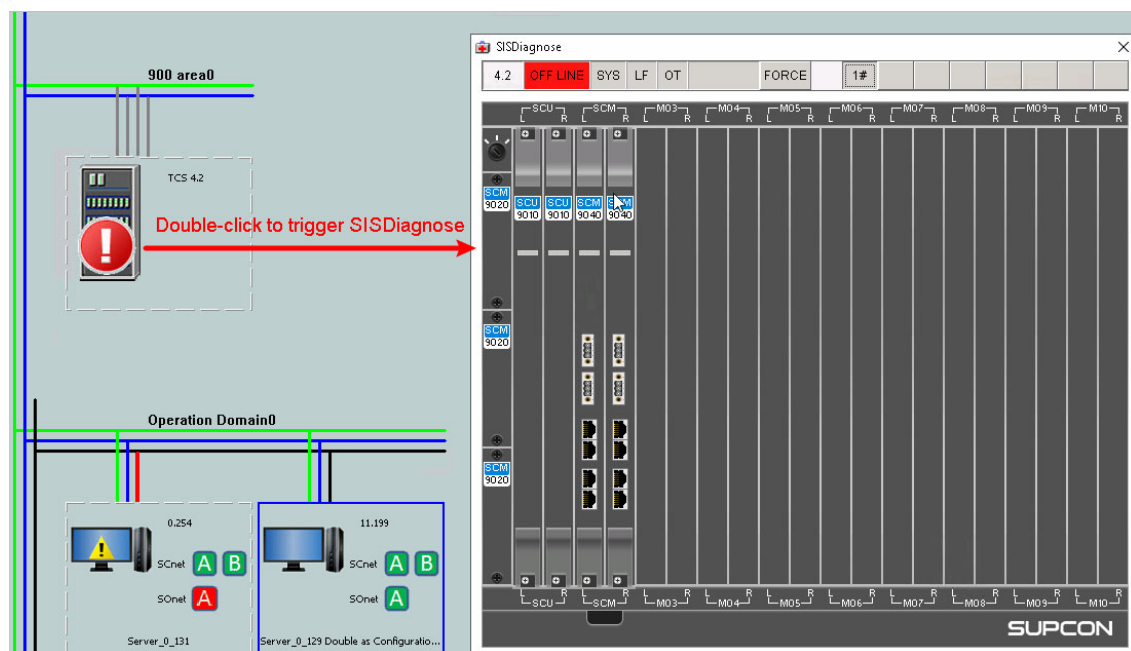 900 area0
TCS 4.2
Double-click to trigger SISDiagnose
Operation Domain0
0.254
SCnet A B
SOnet A
Server_0_131
11.199
SCnet A B
SOnet A
Server_0_129 Double as Configuratio...
SISDiagnose
4.2 OFF LINE SYS LF OT FORCE 1#
SCU SCM M03 M04 M05 M06 M07 M08 M09 M10
L R L R L R L R L R L R L R L R L R L R
SCM
9020
SCU SCU SCM SCM
9010 9010 9040 9040
SCM
9020
SCM
9020
L R L R L R L R L R L R L R L R L R L R
SCU SCM M03 M04 M05 M06 M07 M08 M09 M10
SUPCON